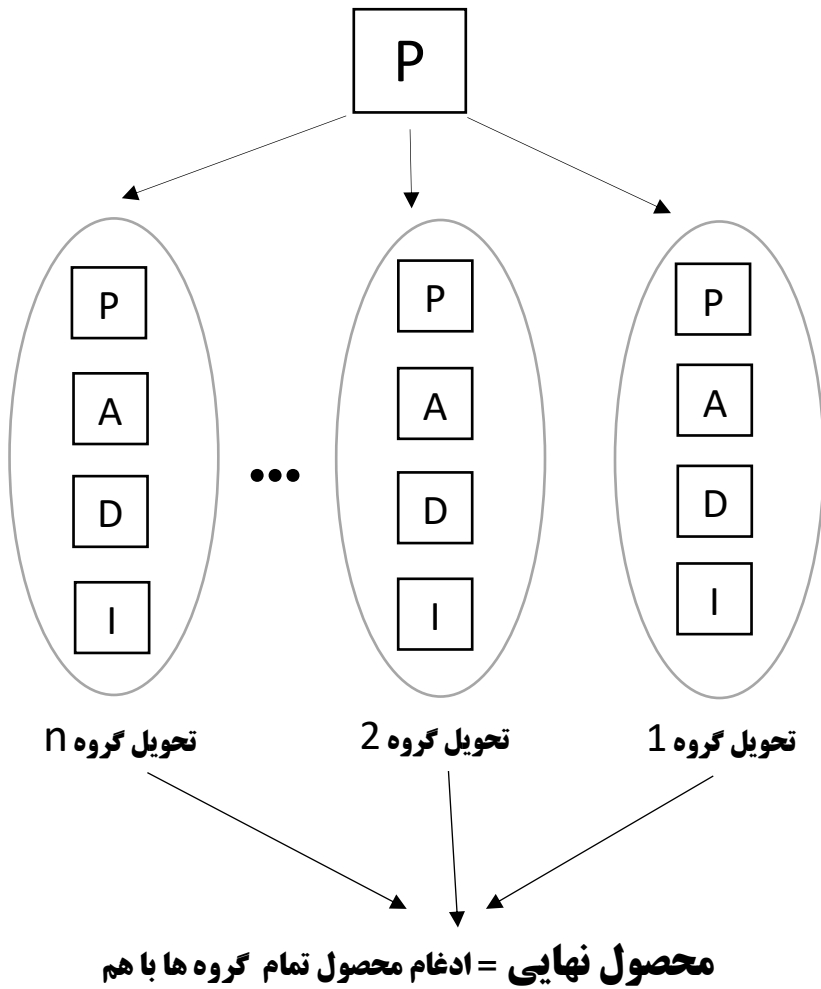 P
P
A
D
I
تحویل گروه 1
P
A
D
I
تحویل گروه 2
...
P
A
D
I
تحویل گروه n
محصول نهایی = ادغام محصول تمام گروه ها با هم